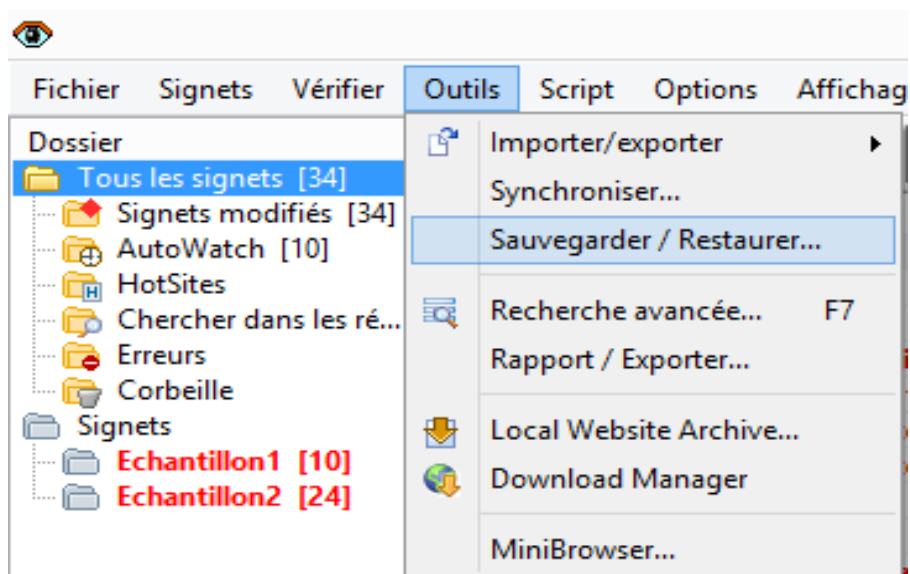 Fichier Signets Vérifier Outils Script Options Affichag
Dossier
Tous les signets [34]
Signets modifiés [34]
AutoWatch [10]
HotSites
Chercher dans les ré...
Erreurs
Corbeille
Signets
Echantillon1 [10]
Echantillon2 [24]
Importer/exporter
Synchroniser...
Sauvegarder / Restaurer...
Recherche avancée... F7
Rapport / Exporter...
Local Website Archive...
Download Manager
MiniBrowser...